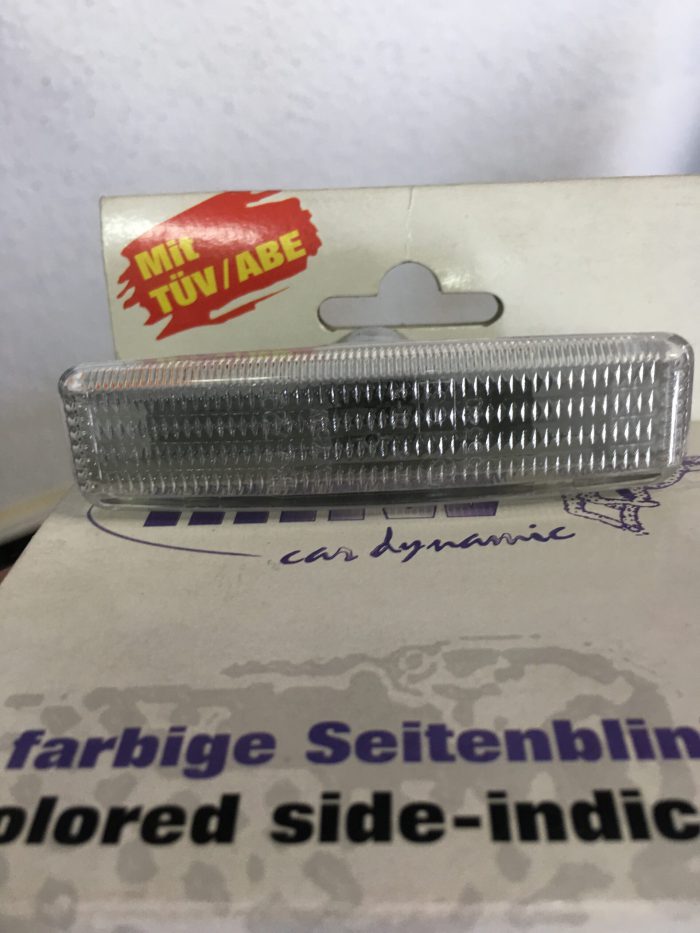 Mit
TÜV/ABE
car dynamic
farbige Seitenblin
olored side-indic